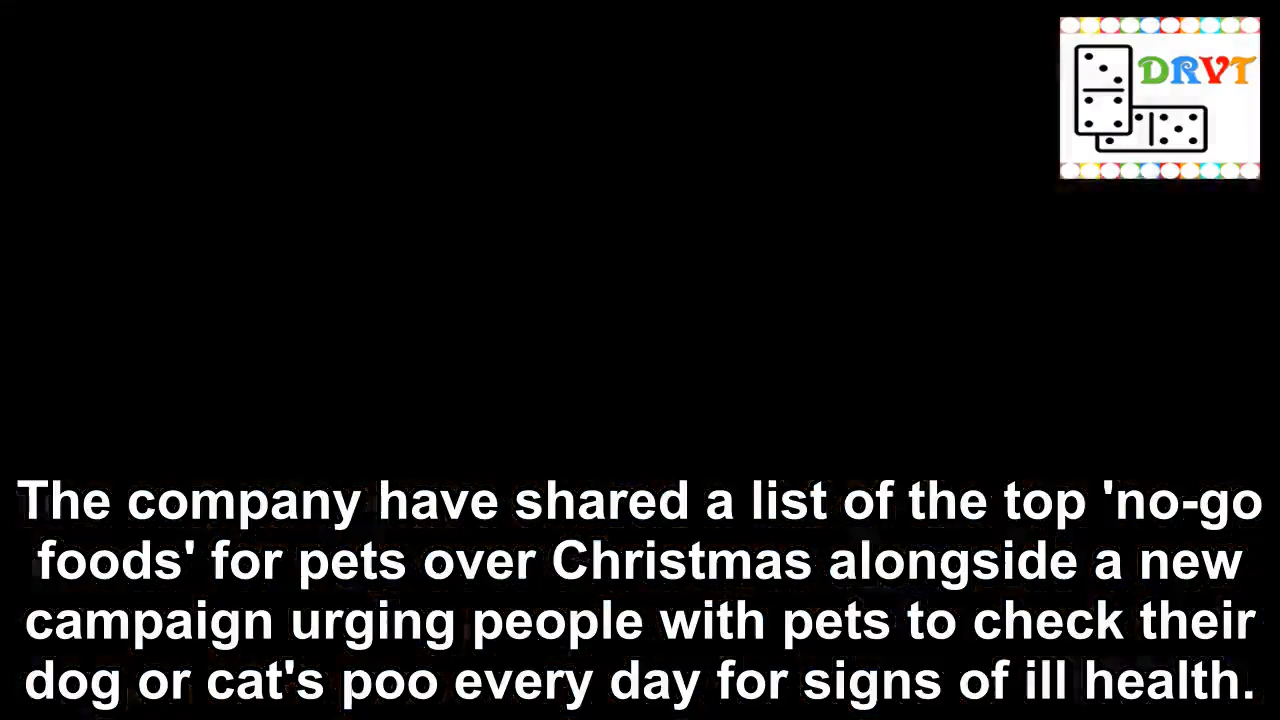 DRVT
The company have shared a list of the top 'no-go
foods' for pets over Christmas alongside a new
campaign urging people with pets to check their
dog or cat's poo every day for signs of ill health.